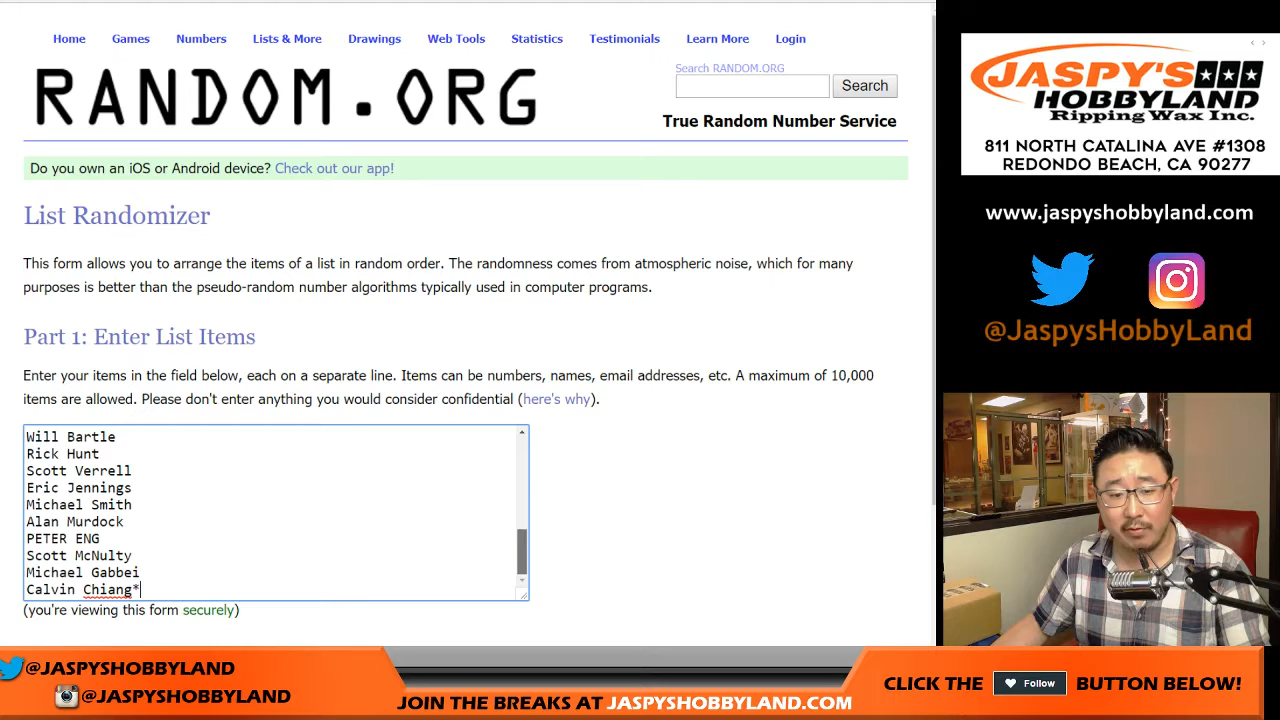 Home Games Numbers Lists & More Drawings Web Tools Statistics Testimonials Learn More Login
RANDOM.ORG
Search RANDOM.ORG
Search
True Random Number Service
Do you own an iOS or Android device? Check out our app!
List Randomizer
This form allows you to arrange the items of a list in random order. The randomness comes from atmospheric noise, which for many
purposes is better than the pseudo-random number algorithms typically used in computer programs.
Part 1: Enter List Items
Enter your items in the field below, each on a separate line. Items can be numbers, names, email addresses, etc. A maximum of 10,000
items are allowed. Please don't enter anything you would consider confidential (here's why).
Will Bartle
Rick Hunt
Scott Verrell
Eric Jennings
Michael Smith
Alan Murdock
PETER ENG
Scott McNulty
Michael Gabbei
Calvin Chiang*
(you're viewing this form securely)
JASPY'S
HOBBYLAND
Ripping Wax Inc.
811 NORTH CATALINA AVE #1308
REDONDO BEACH, CA 90277
www.jaspyshobbyland.com
@JaspysHobbyLand
@JASPYSHOBBYLAND
@JASPYSHOBBYLAND
JOIN THE BREAKS AT JASPYSHOBBYLAND.COM
CLICK THE Follow BUTTON BELOW!